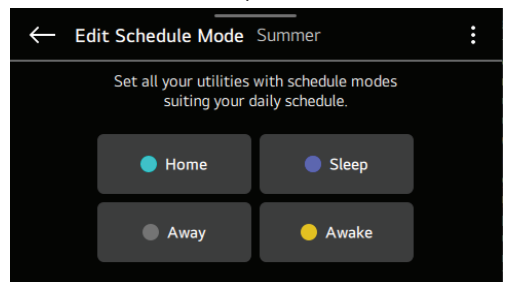 Edit Schedule Mode Summer
Set all your utilities with schedule modes
suiting your daily schedule.
Home Sleep
Away Awake